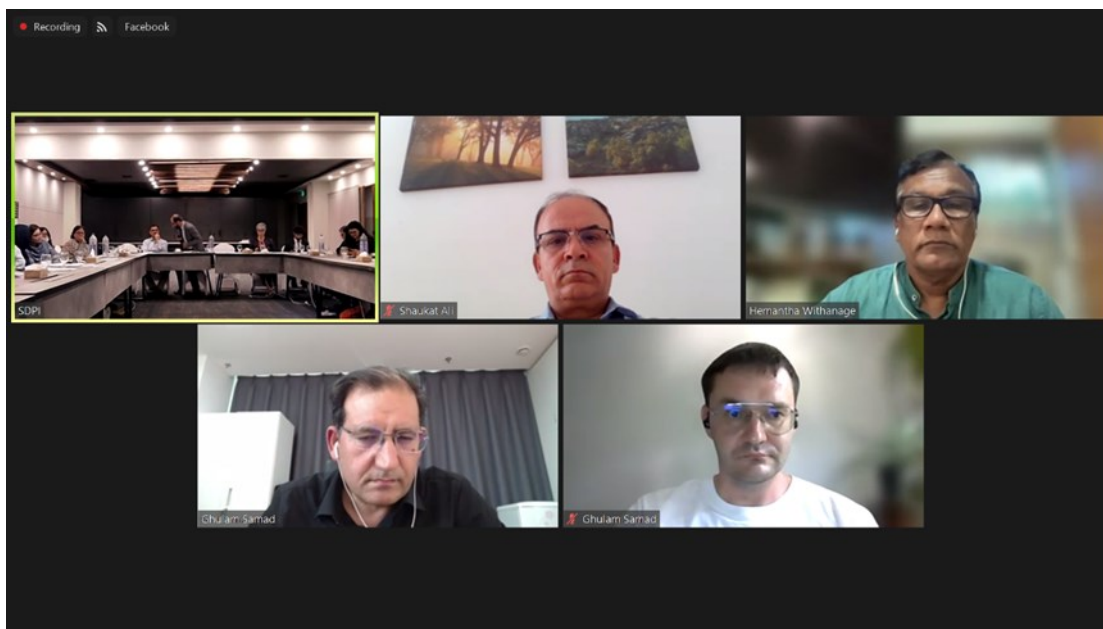 Recording
Facebook
SDPI
Shaukat Ali
Hemantha Withanage
Ghulam Samad
Ghulam Samad